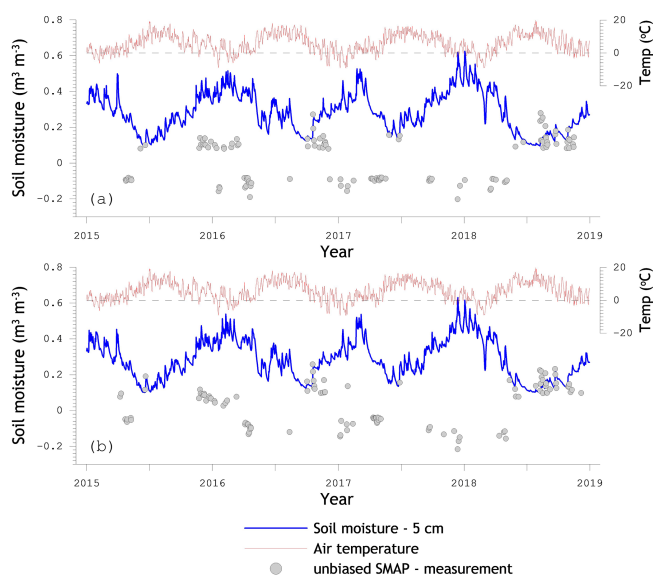 0.8
0.6
0.4
0.2
0
-0.2
Soil moisture (m³ m⁻³)
20
0
-20
Temp (°C)
(a)
2015 2016 2017 2018 2019
Year
0.8
0.6
0.4
0.2
0
-0.2
Soil moisture (m³ m⁻³)
20
0
-20
Temp (°C)
(b)
2015 2016 2017 2018 2019
Year
Soil moisture - 5 cm
Air temperature
unbiased SMAP - measurement